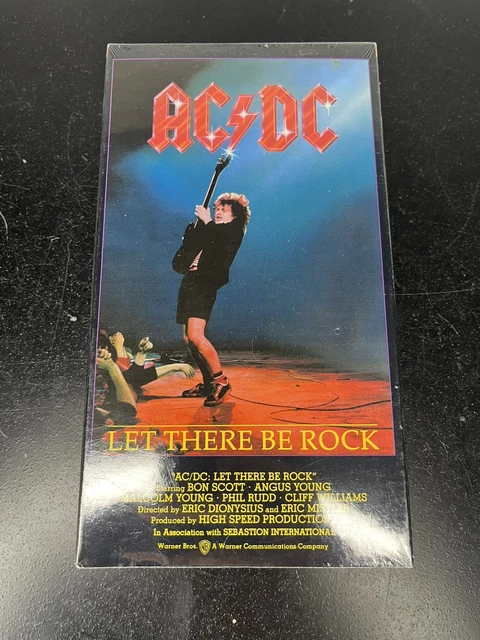 AC/DC
LET THERE BE ROCK
"AC/DC: LET THERE BE ROCK"
Starring BON SCOTT · ANGUS YOUNG
MALCOLM YOUNG · PHIL RUDD · CLIFF WILLIAMS
Directed by ERIC DIONYSIUS and ERIC
Produced by HIGH SPEED PRODUCTION
In Association with SEBASTION INTERNATIONAL
Warner Bros. WB A Warner Communications Company